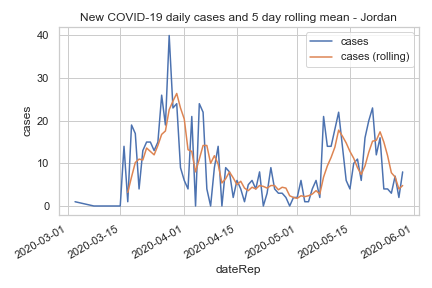 New COVID-19 daily cases and 5 day rolling mean - Jordan
cases
cases (rolling)
40
30
20
10
0
cases
2020-03-01
2020-03-15
2020-04-01
2020-04-15
2020-05-01
2020-05-15
2020-06-01
dateRep